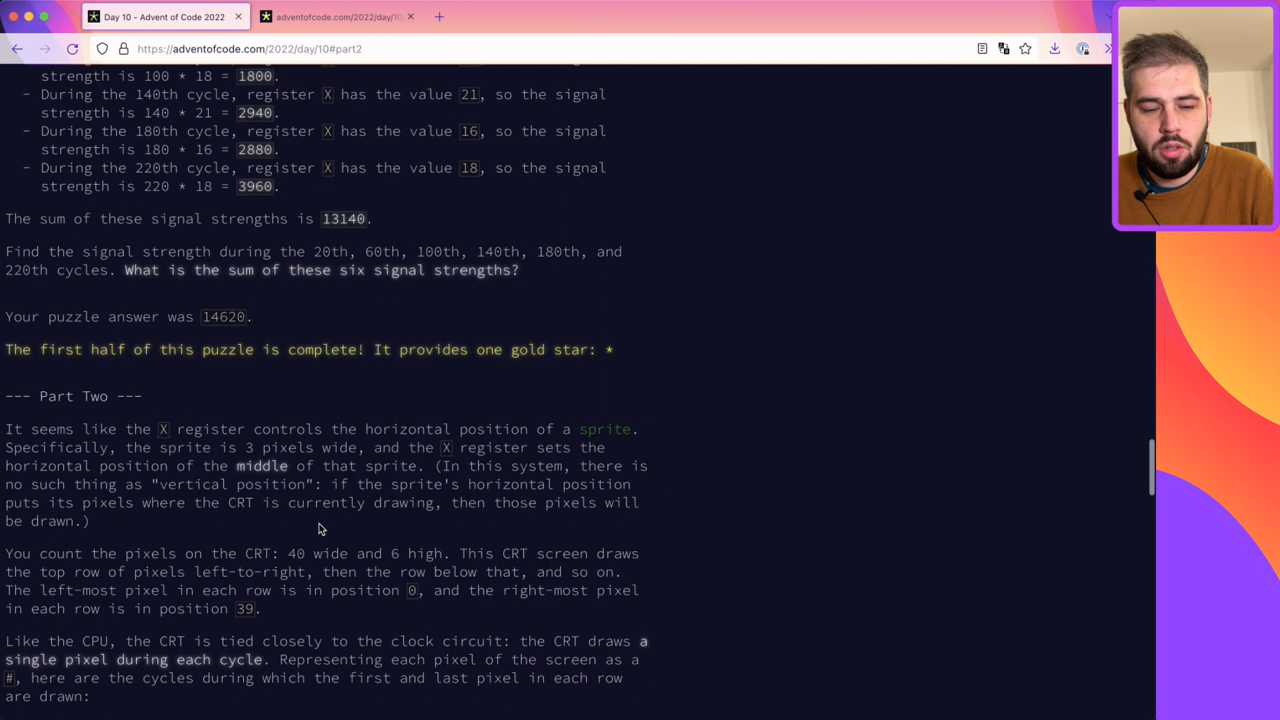 Day 10 - Advent of Code 2022
adventofcode.com/2022/day/10
https://adventofcode.com/2022/day/10#part2
strength is 100 * 18 = 1800.
- During the 140th cycle, register X has the value 21, so the signal
strength is 140 * 21 = 2940.
- During the 180th cycle, register X has the value 16, so the signal
strength is 180 * 16 = 2880.
- During the 220th cycle, register X has the value 18, so the signal
strength is 220 * 18 = 3960.
The sum of these signal strengths is 13140.
Find the signal strength during the 20th, 60th, 100th, 140th, 180th, and
220th cycles. What is the sum of these six signal strengths?
Your puzzle answer was 14620.
The first half of this puzzle is complete! It provides one gold star: *
--- Part Two ---
It seems like the X register controls the horizontal position of a sprite.
Specifically, the sprite is 3 pixels wide, and the X register sets the
horizontal position of the middle of that sprite. (In this system, there is
no such thing as "vertical position": if the sprite's horizontal position
puts its pixels where the CRT is currently drawing, then those pixels will
be drawn.)
You count the pixels on the CRT: 40 wide and 6 high. This CRT screen draws
the top row of pixels left-to-right, then the row below that, and so on.
The left-most pixel in each row is in position 0, and the right-most pixel
in each row is in position 39.
Like the CPU, the CRT is tied closely to the clock circuit: the CRT draws a
single pixel during each cycle. Representing each pixel of the screen as a
#, here are the cycles during which the first and last pixel in each row
are drawn: